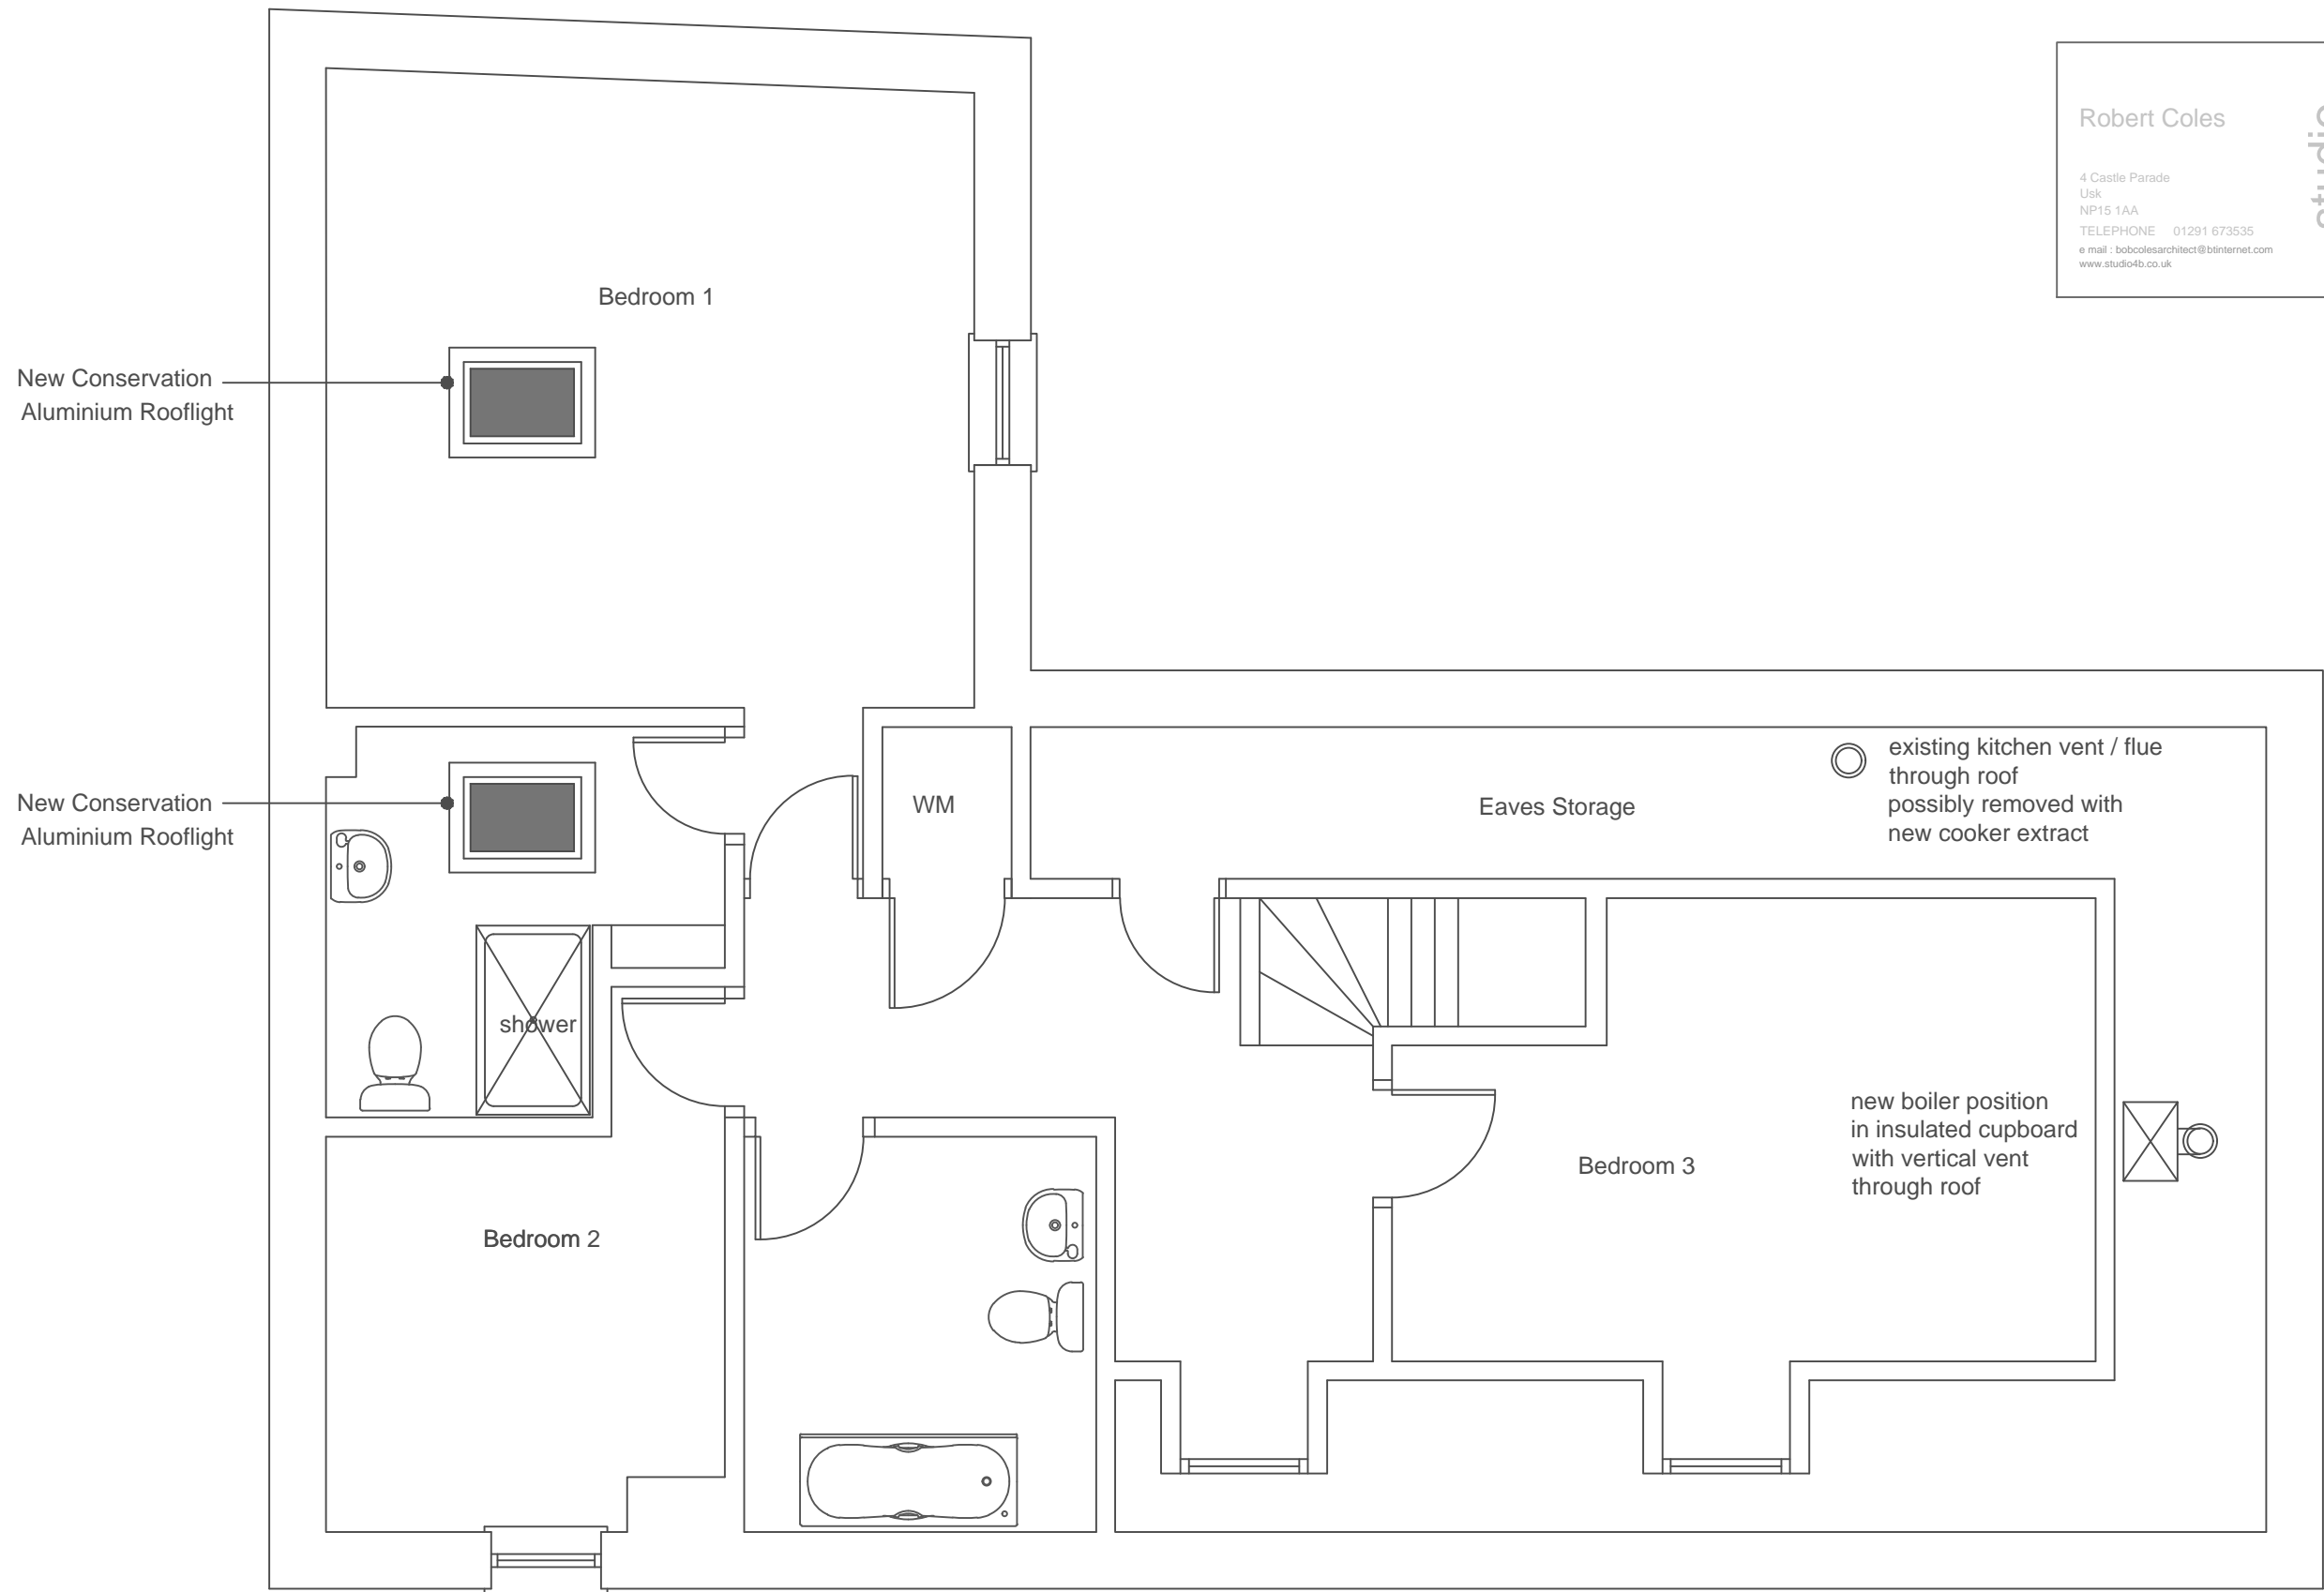 Robert Coles
studio
4 Castle Parade
Usk
NP15 1AA
TELEPHONE 01291 673535
e mail : bobcolesarchitect@btinternet.com
www.studio4b.co.uk
Bedroom 1
New Conservation
Aluminium Rooflight
New Conservation
Aluminium Rooflight
WM
Eaves Storage
existing kitchen vent / flue
through roof
possibly removed with
new cooker extract
shower
Bedroom 2
Bedroom 3
new boiler position
in insulated cupboard
with vertical vent
through roof